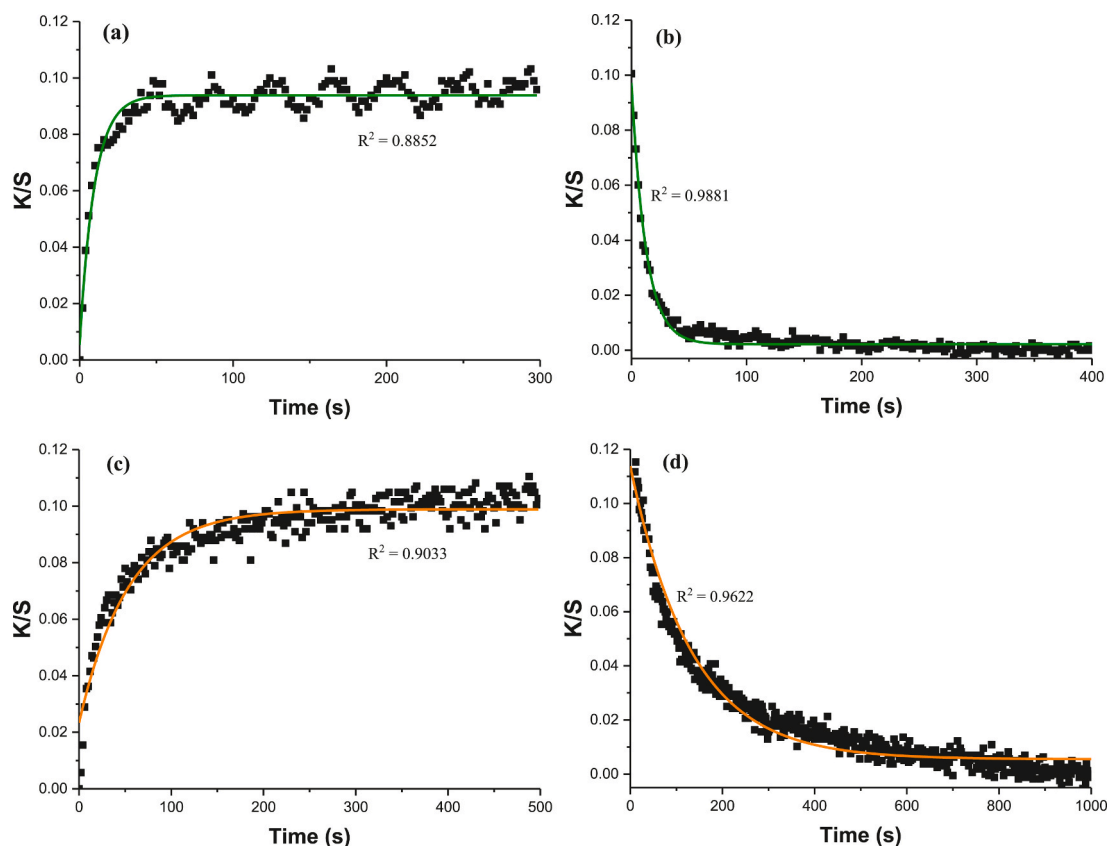 (a)
K/S
0.12
0.10
0.08
0.06
0.04
0.02
0.00
R² = 0.8852
0 100 200 300
Time (s)
(b)
K/S
0.12
0.10
0.08
0.06
0.04
0.02
0.00
R² = 0.9881
0 100 200 300 400
Time (s)
(c)
K/S
0.12
0.10
0.08
0.06
0.04
0.02
0.00
R² = 0.9033
0 100 200 300 400 500
Time (s)
(d)
K/S
0.12
0.10
0.08
0.06
0.04
0.02
0.00
R² = 0.9622
0 200 400 600 800 1000
Time (s)